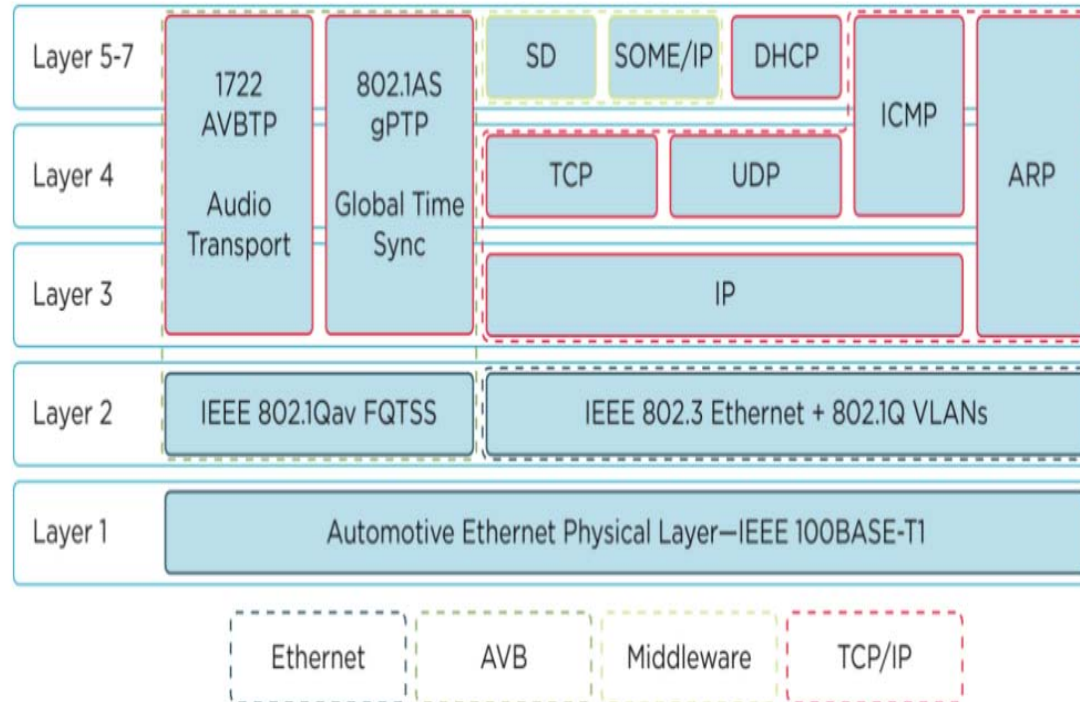 Layer 5-7
1722
AVBTP
Audio
Transport
802.1AS
gPTP
Global Time
Sync
SD
SOME/IP
DHCP
ICMP
ARP
Layer 4
TCP
UDP
Layer 3
IP
Layer 2
IEEE 802.1Qav FQTSS
IEEE 802.3 Ethernet + 802.1Q VLANs
Layer 1
Automotive Ethernet Physical Layer—IEEE 100BASE-T1
Ethernet
AVB
Middleware
TCP/IP